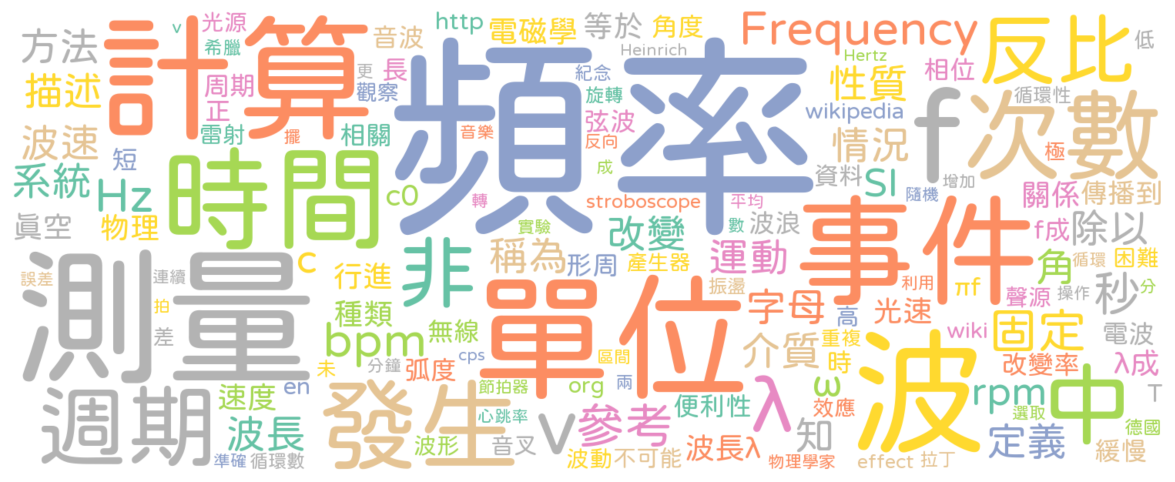 頻率
計算
測量
單位
時間
事件
次數
波
中
反比
f
發生
週期
非
λ
V
Frequency
Hz
bpm
rpm
SI
ω
c
c0
http
電磁學
等於
角度
Heinrich
Hertz
紀念
旋轉
弦波
反向
成
性質
相位
低
循環性
wikipedia
情況
極
資料
隨機
增加
關係
傳播到
stroboscope
平均
數
波浪
改變
f成
除以
運動
稱為
形周
產生器
振盪
角
循環
困難
分
聲源
操作
πf
利用
字母
高
光速
秒
wiki
固定
電波
重複
時
介質
區間
改變率
λ成
T
選取
德國
定義
緩慢
效應
知
effect
拉丁
物理學家
波長λ
便利性
參考
不可能
波動
兩
org
cps
節拍器
心跳率
音叉
波形
弧度
無線
分鐘
種類
行進
未
en
速度
波長
準確
循環數
差
拍
連續
誤差
物理
眞空
系統
短
波速
描述
方法
v
光源
希臘
周期
正
雷射
擺
相關
觀察
更
長
音波
音樂
轉
實驗